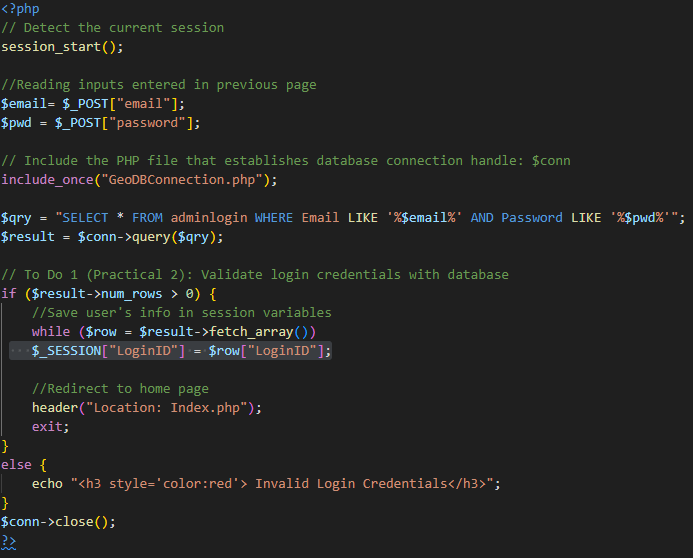 <?php
// Detect the current session
session_start();
//Reading inputs entered in previous page
$email= $_POST["email"];
$pwd = $_POST["password"];
// Include the PHP file that establishes database connection handle: $conn
include_once("GeoDBConnection.php");
$qry = "SELECT * FROM adminlogin WHERE Email LIKE '%$email%' AND Password LIKE '%$pwd%'";
$result = $conn->query($qry);
// To Do 1 (Practical 2): Validate login credentials with database
if ($result->num_rows > 0) {
//Save user's info in session variables
while ($row = $result->fetch_array())
$_SESSION["LoginID"] = $row["LoginID"];
//Redirect to home page
header("Location: Index.php");
exit;
}
else {
echo "<h3 style='color:red'> Invalid Login Credentials</h3>";
}
$conn->close();
?>